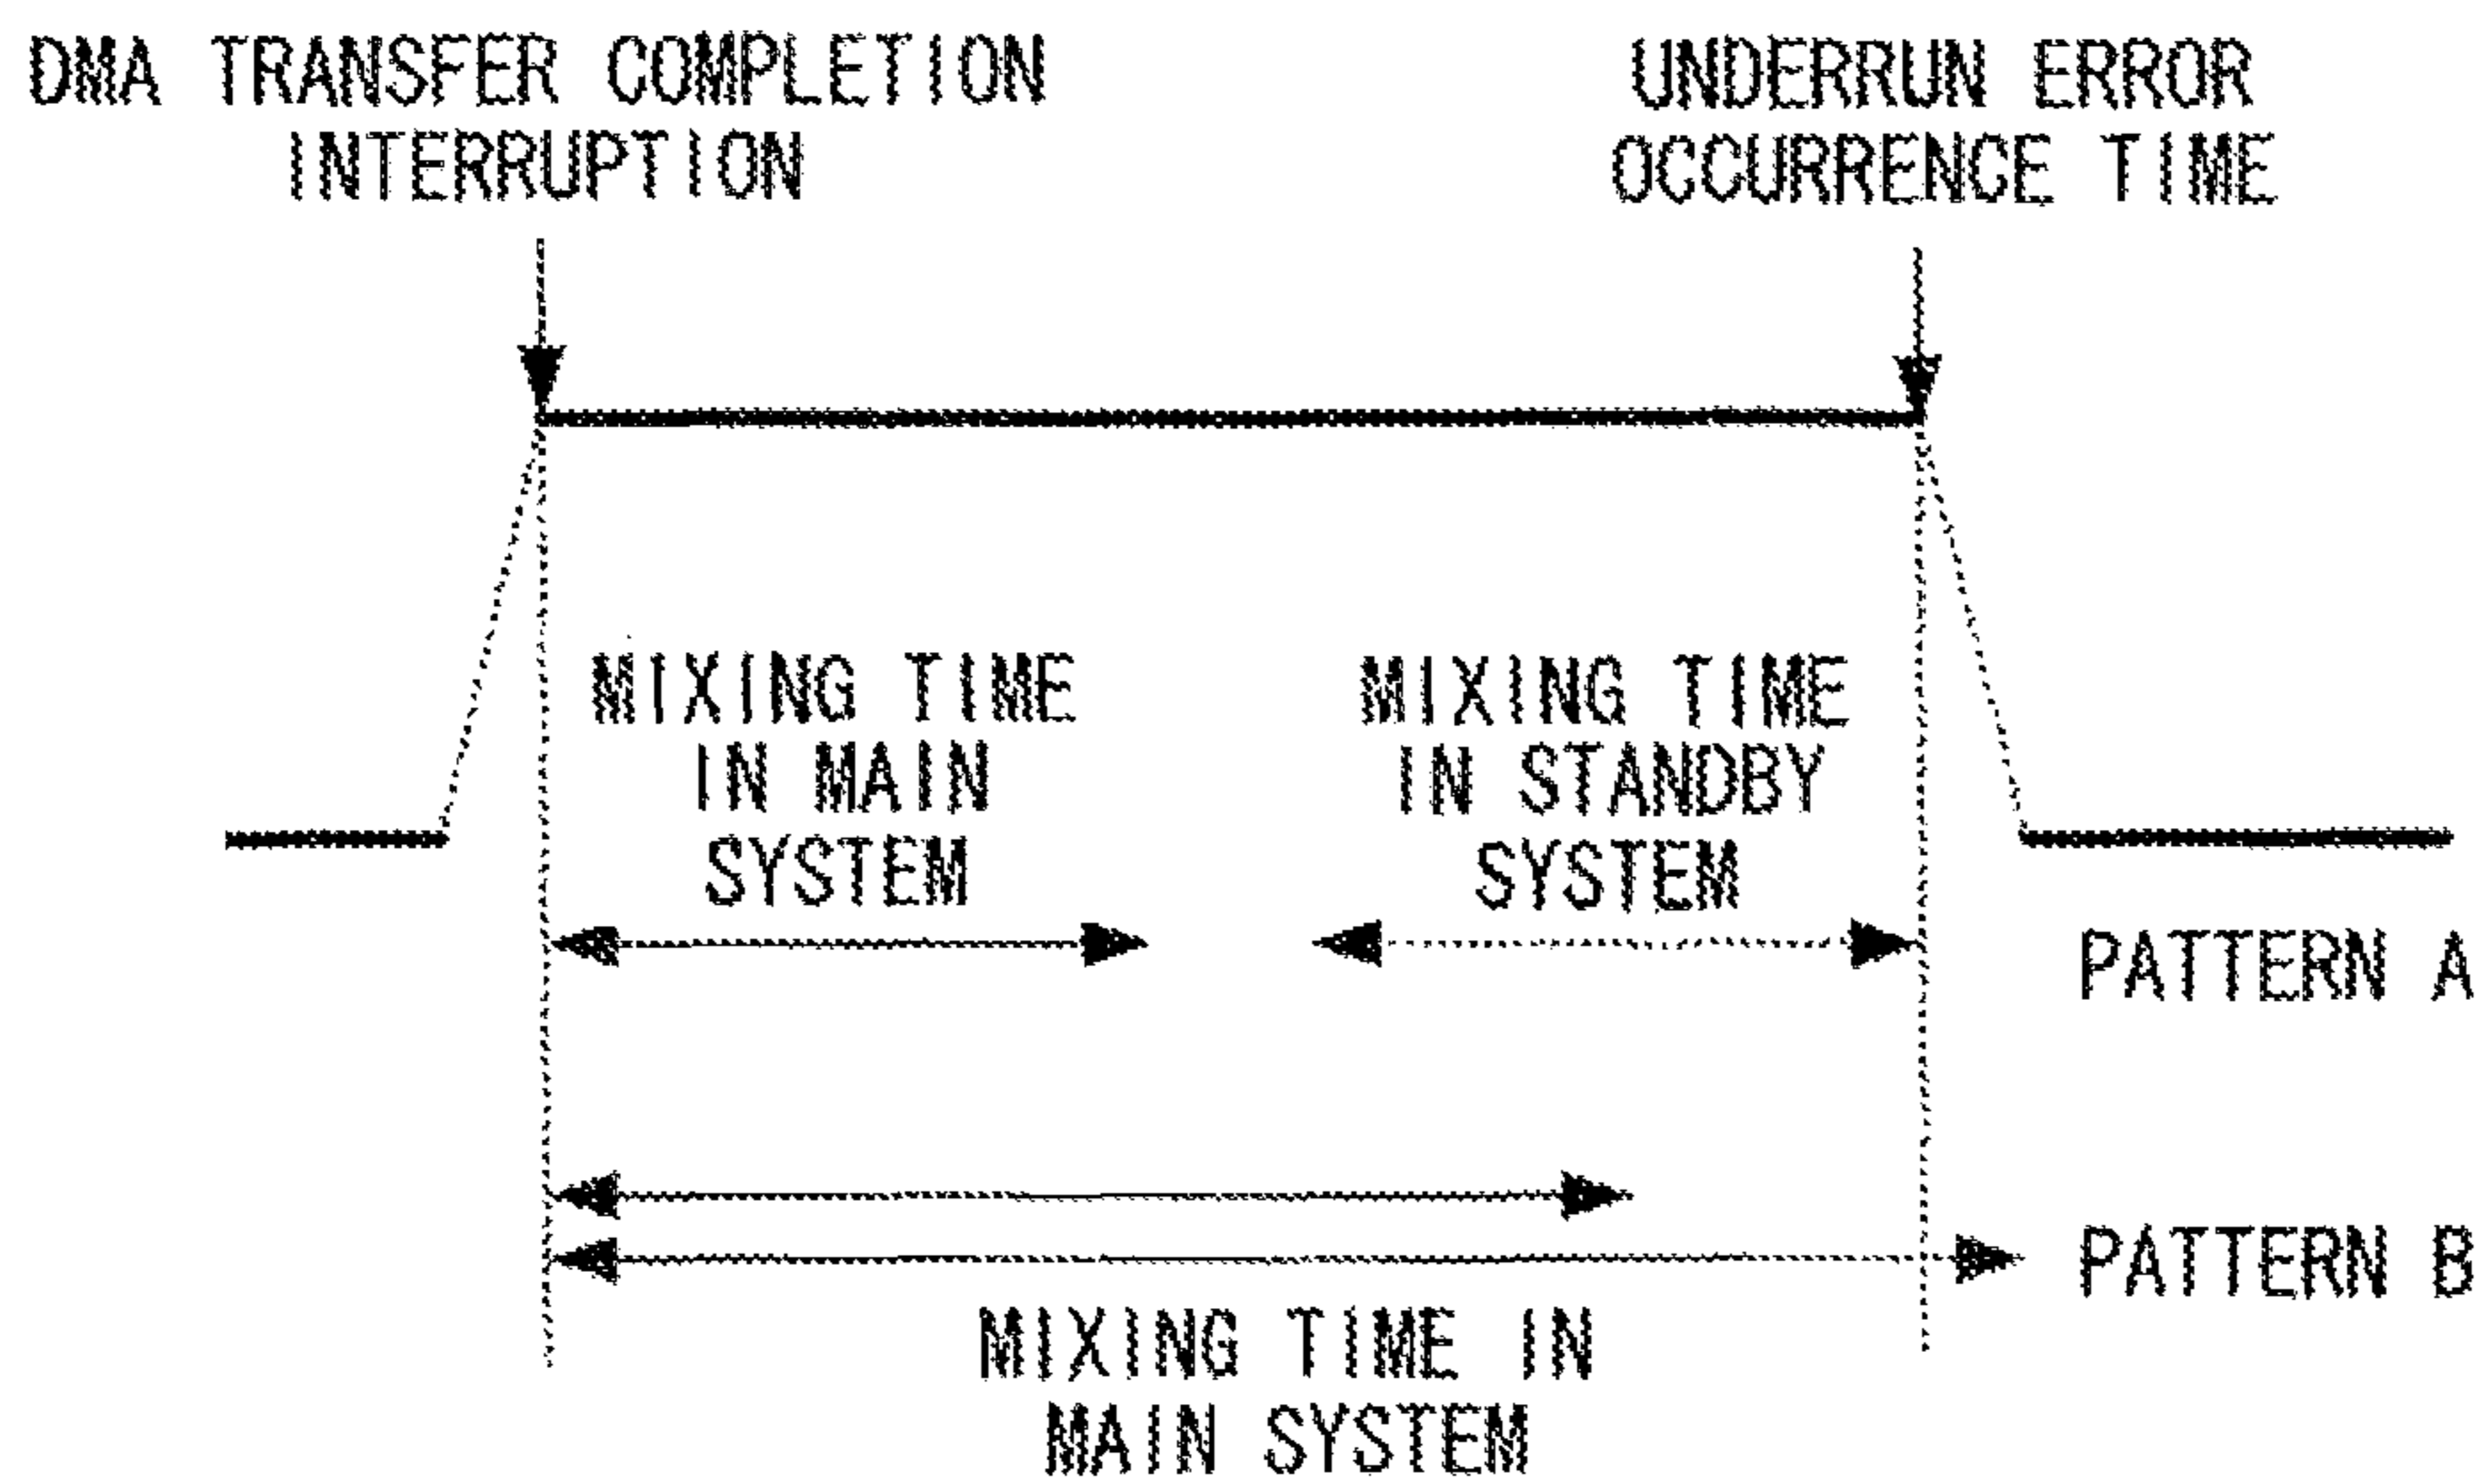 DMA TRANSFER COMPLETION
INTERRUPTION
UNDERRUN ERROR
OCCURRENCE TIME
MIXING TIME
IN MAIN
SYSTEM
MIXING TIME
IN STANDBY
SYSTEM
PATTERN A
PATTERN B
MIXING TIME IN
MAIN SYSTEM